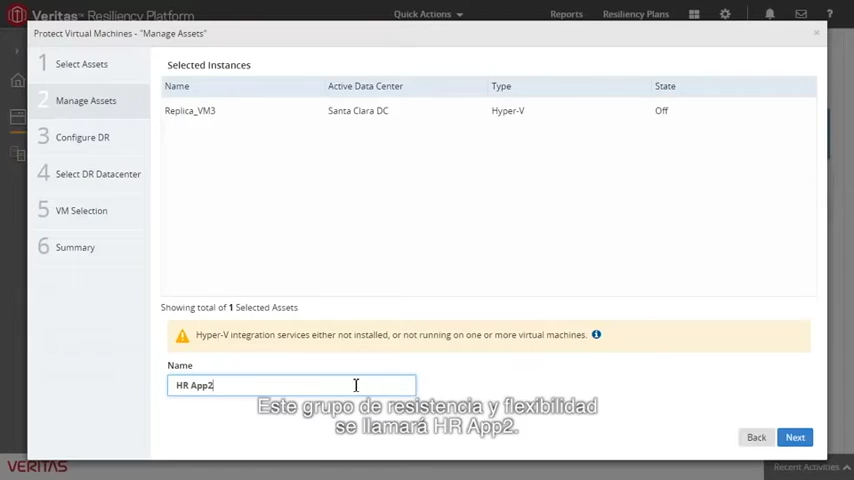 Veritas™ Resiliency Platform
Quick Actions
Reports
Resiliency Plans
?
Protect Virtual Machines - "Manage Assets"
×
1 Select Assets
2 Manage Assets
3 Configure DR
4 Select DR Datacenter
5 VM Selection
6 Summary
Selected Instances
Name Active Data Center Type State
Replica_VM3 Santa Clara DC Hyper-V Off
Showing total of 1 Selected Assets
Hyper-V integration services either not installed, or not running on one or more virtual machines.
Name
HR App2
Este grupo de resistencia y flexibilidad
se llamará HR App2.
Back Next
VERITAS
Recent Activities